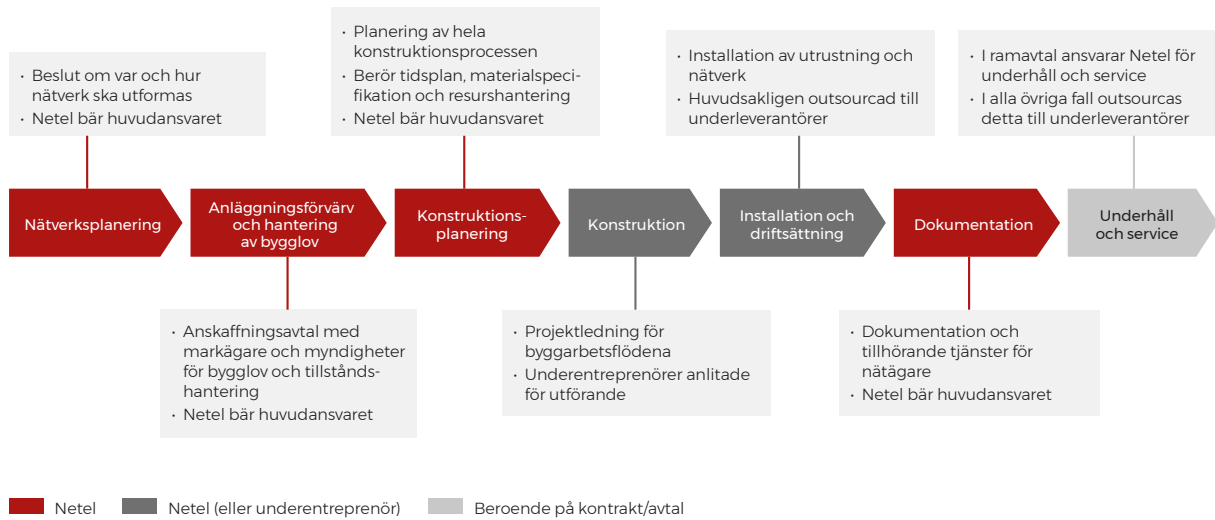 · Beslut om var och hur
nätverk ska utformas
· Netel bär huvudansvaret
· Planering av hela
konstruktionsprocessen
· Berör tidsplan, materialspeci-
fikation och resurshantering
· Netel bär huvudansvaret
· Installation av utrustning och
nätverk
· Huvudsakligen outsourcad till
underleverantörer
· I ramavtal ansvarar Netel för
underhåll och service
· I alla övriga fall outsourcas
detta till underleverantörer
Nätverksplanering
Anläggningsförvärv
och hantering
av bygglov
Konstruktions-
planering
Konstruktion
Installation och
driftsättning
Dokumentation
Underhåll
och service
· Anskaffningsavtal med
markägare och myndigheter
för bygglov och tillstånds-
hantering
· Netel bär huvudansvaret
· Projektledning för
byggarbetsflödena
· Underentreprenörer anlitade
för utförande
· Dokumentation och
tillhörande tjänster för
nätägare
· Netel bär huvudansvaret
Netel
Netel (eller underentreprenör)
Beroende på kontrakt/avtal